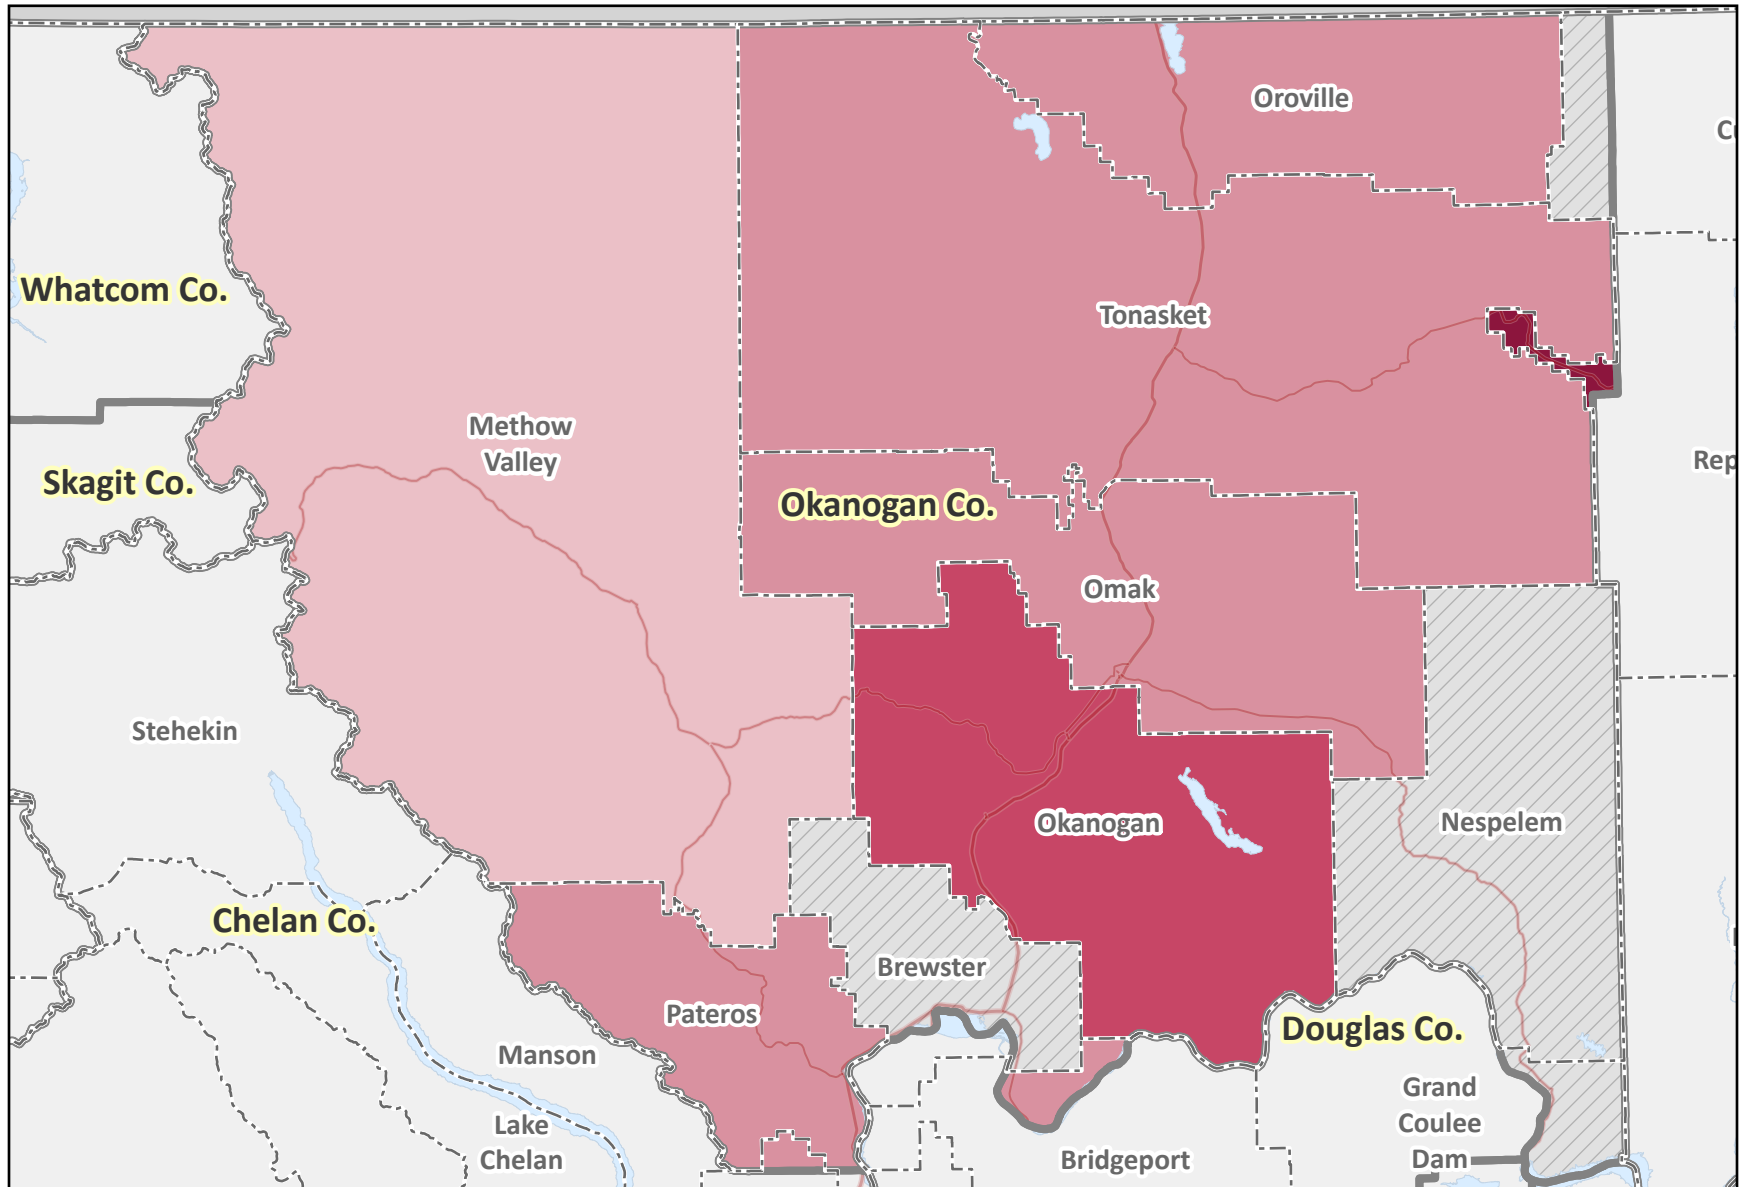 Oroville
Whatcom Co.
Tonasket
Methow
Valley
Skagit Co.
Okanogan Co.
Omak
Stehekin
Okanogan
Nespelem
Chelan Co.
Brewster
Pateros
Douglas Co.
Manson
Grand
Coulee
Dam
Lake
Chelan
Bridgeport
Rep